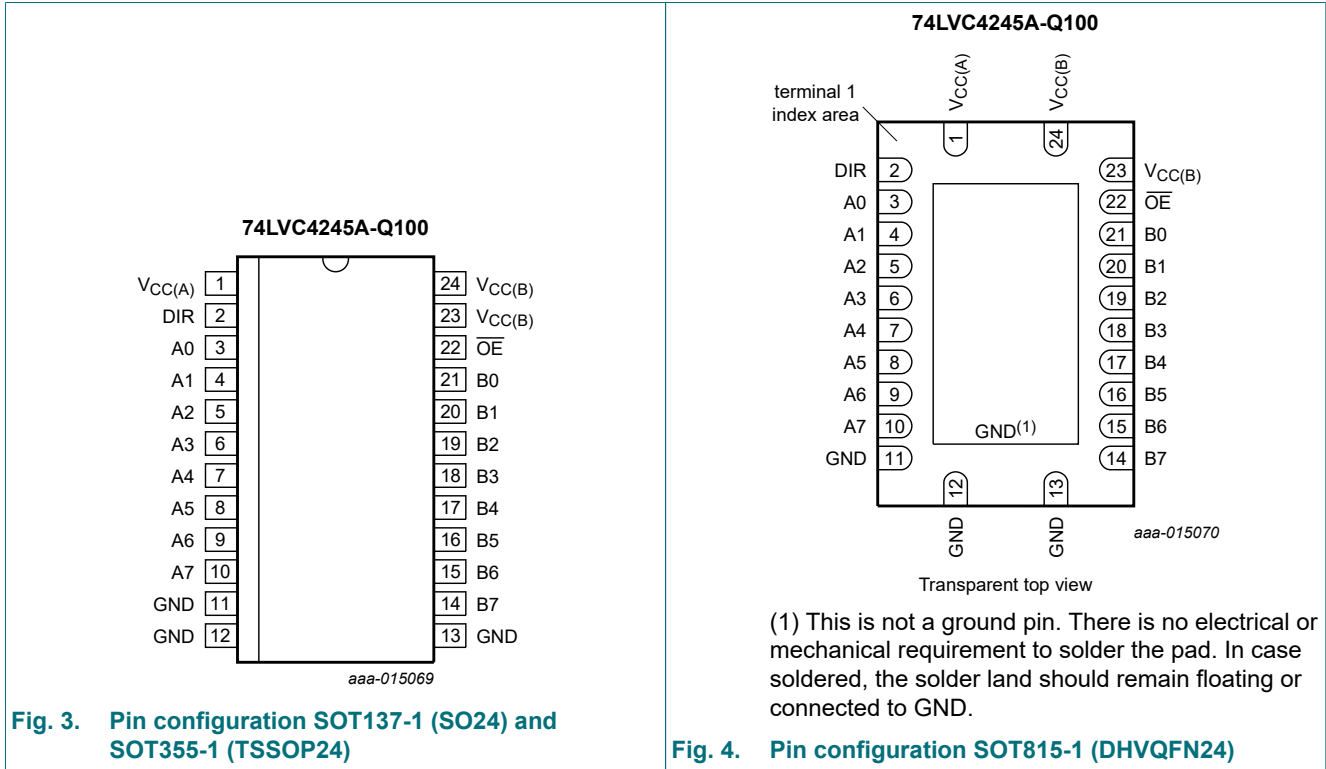 74LVC4245A-Q100
VCC(A) 1
24 VCC(B)
DIR 2
23 VCC(B)
A0 3
22 OE
A1 4
21 B0
A2 5
20 B1
A3 6
19 B2
A4 7
18 B3
A5 8
17 B4
A6 9
16 B5
A7 10
15 B6
GND 11
14 B7
GND 12
13 GND
aaa-015069
Fig. 3. Pin configuration SOT137-1 (SO24) and
SOT355-1 (TSSOP24)
74LVC4245A-Q100
terminal 1
index area
VCC(A)
VCC(B)
1
24
DIR 2
23 VCC(B)
A0 3
22 OE
A1 4
21 B0
A2 5
20 B1
A3 6
19 B2
A4 7
18 B3
A5 8
17 B4
A6 9
16 B5
A7 10
15 B6
GND(1)
GND 11
14 B7
12
13
GND
GND
aaa-015070
Transparent top view
(1) This is not a ground pin. There is no electrical or
mechanical requirement to solder the pad. In case
soldered, the solder land should remain floating or
connected to GND.
Fig. 4. Pin configuration SOT815-1 (DHVQFN24)